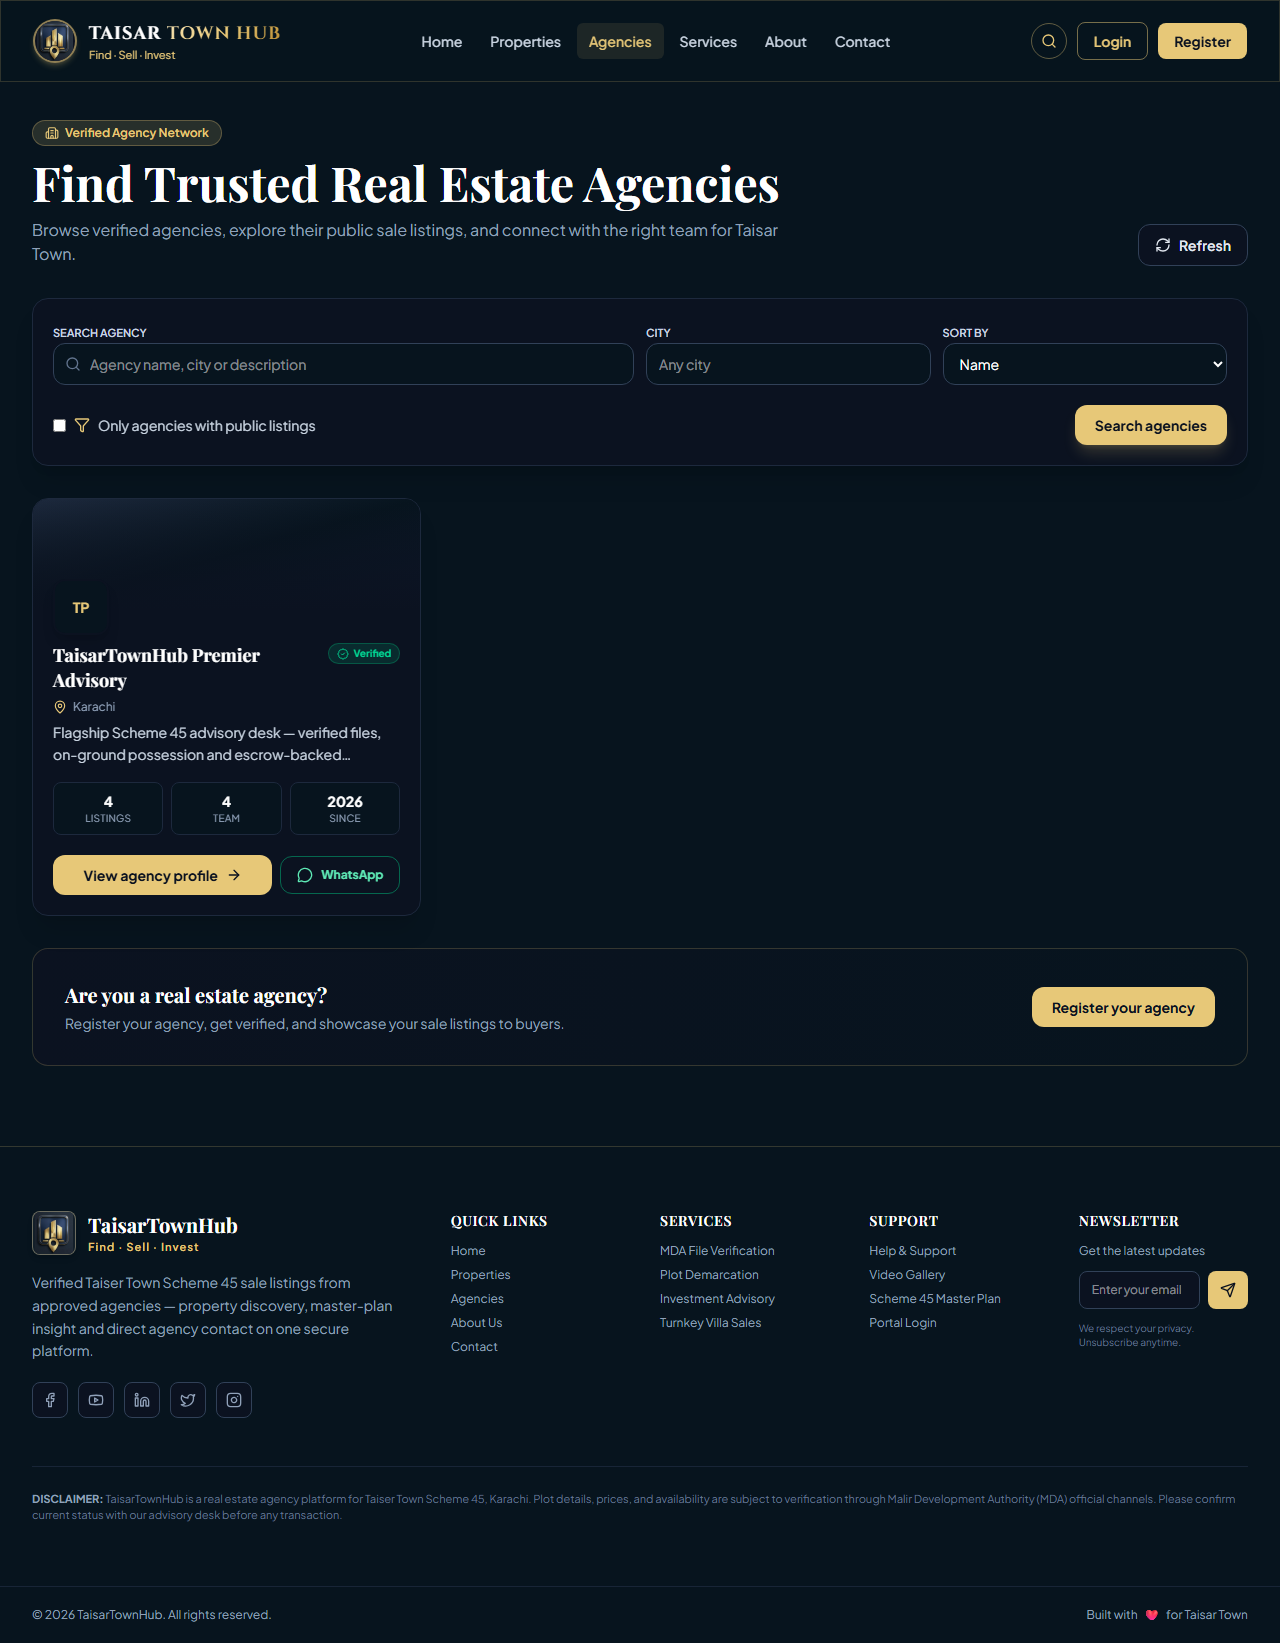 TAISAR TOWN HUB
Find · Sell · Invest
Home
Properties
Agencies
Services
About
Contact
Login
Register
Verified Agency Network
Find Trusted Real Estate Agencies
Browse verified agencies, explore their public sale listings, and connect with the right team for Taisar
Town.
Refresh
SEARCH AGENCY
CITY
SORT BY
Agency name, city or description
Any city
Name
Only agencies with public listings
Search agencies
TP
TaisarTownHub Premier
Advisory
Verified
Karachi
Flagship Scheme 45 advisory desk — verified files,
on-ground possession and escrow-backed...
4
LISTINGS
4
TEAM
2026
SINCE
View agency profile
WhatsApp
Are you a real estate agency?
Register your agency, get verified, and showcase your sale listings to buyers.
Register your agency
TaisarTownHub
Find · Sell · Invest
Verified Taiser Town Scheme 45 sale listings from
approved agencies — property discovery, master-plan
insight and direct agency contact on one secure
platform.
QUICK LINKS
Home
Properties
Agencies
About Us
Contact
SERVICES
MDA File Verification
Plot Demarcation
Investment Advisory
Turnkey Villa Sales
SUPPORT
Help & Support
Video Gallery
Scheme 45 Master Plan
Portal Login
NEWSLETTER
Get the latest updates
Enter your email
We respect your privacy.
Unsubscribe anytime.
DISCLAIMER: TaisarTownHub is a real estate agency platform for Taiser Town Scheme 45, Karachi. Plot details, prices, and availability are subject to verification through Malir Development Authority (MDA) official channels. Please confirm
current status with our advisory desk before any transaction.
© 2026 TaisarTownHub. All rights reserved.
Built with ❤ for Taisar Town